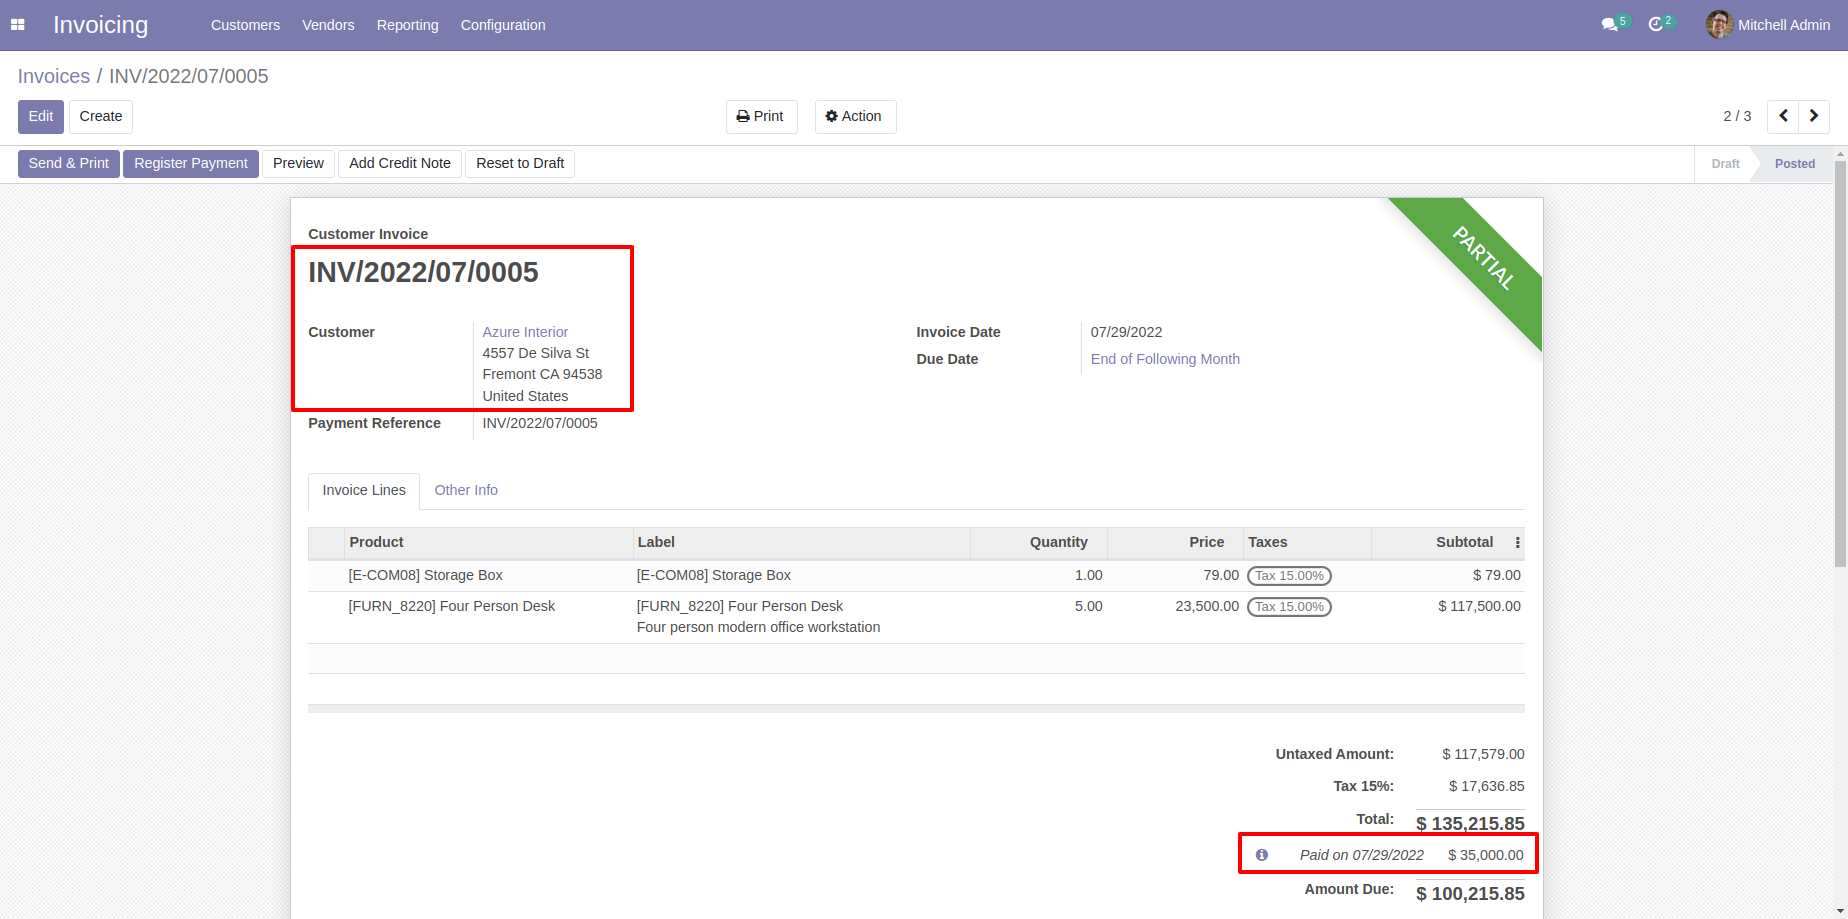 Invoicing Customers Vendors Reporting Configuration 5 2 Mitchell Admin
Invoices / INV/2022/07/0005
Edit Create Print Action 2 / 3
Send & Print Register Payment Preview Add Credit Note Reset to Draft Draft Posted
PARTIAL
Customer Invoice
INV/2022/07/0005
Customer Azure Interior Invoice Date 07/29/2022
4557 De Silva St Due Date End of Following Month
Fremont CA 94538
United States
Payment Reference INV/2022/07/0005
Invoice Lines Other Info
Product Label Quantity Price Taxes Subtotal
[E-COM08] Storage Box [E-COM08] Storage Box 1.00 79.00 Tax 15.00% $ 79.00
[FURN_8220] Four Person Desk [FURN_8220] Four Person Desk 5.00 23,500.00 Tax 15.00% $ 117,500.00
Four person modern office workstation
Untaxed Amount: $ 117,579.00
Tax 15%: $ 17,636.85
Total: $ 135,215.85
Paid on 07/29/2022 $ 35,000.00
Amount Due: $ 100,215.85